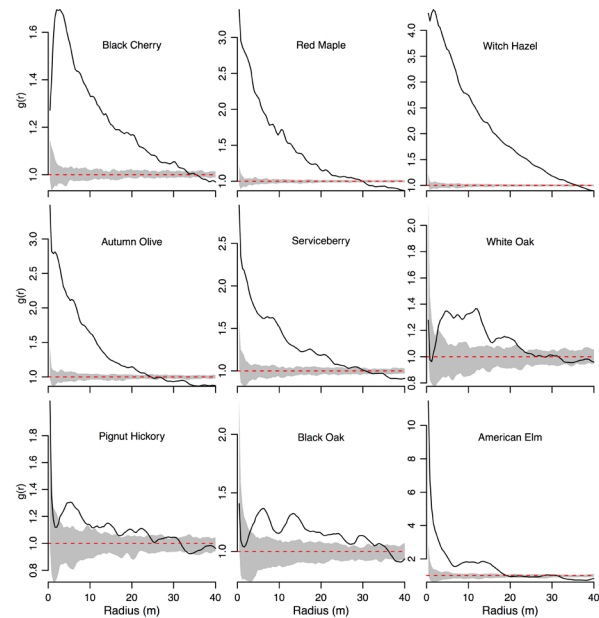 Black Cherry
g(r)
1.0 1.2 1.4 1.6
Red Maple
1.0 1.5 2.0 2.5 3.0
Witch Hazel
1.0 1.5 2.0 2.5 3.0 3.5 4.0
Autumn Olive
g(r)
1.0 1.5 2.0 2.5 3.0
Serviceberry
1.0 1.5 2.0 2.5
White Oak
0.8 1.0 1.2 1.4 1.6 1.8 2.0
Pignut Hickory
g(r)
0.8 1.0 1.2 1.4 1.6 1.8
0 10 20 30 40
Radius (m)
Black Oak
1.0 1.5 2.0
0 10 20 30 40
Radius (m)
American Elm
2 4 6 8 10
0 10 20 30 40
Radius (m)